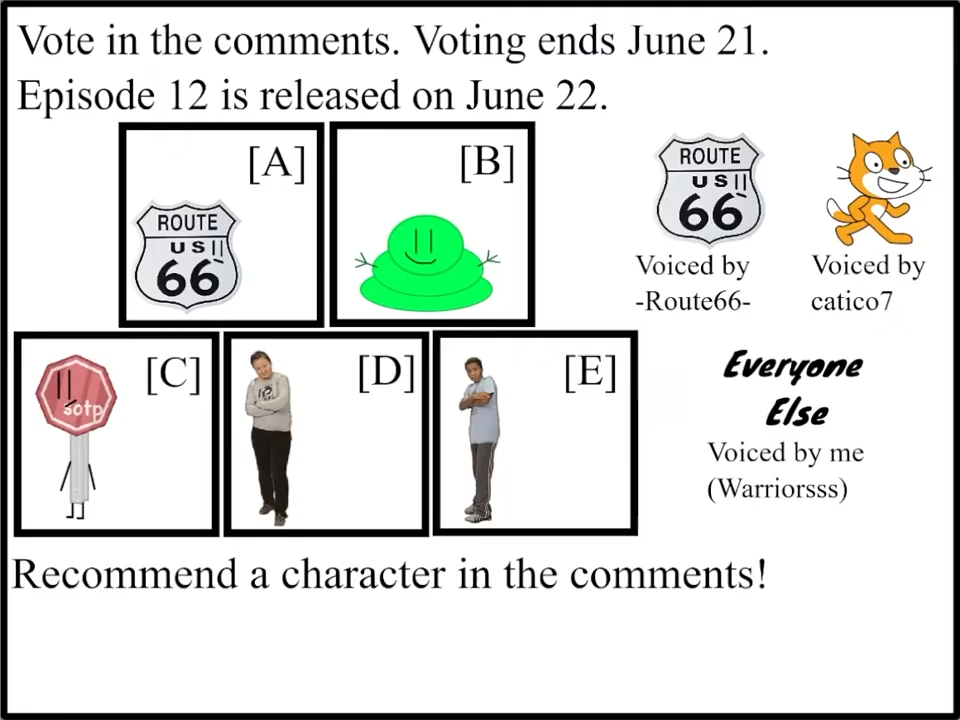 Vote in the comments. Voting ends June 21.
Episode 12 is released on June 22.
[A]
ROUTE
US
66
[B]
ROUTE
US
66
Voiced by
-Route66-
Voiced by
catico7
[C]
sotp
[D]
[E]
Everyone
Else
Voiced by me
(Warriorsss)
Recommend a character in the comments!